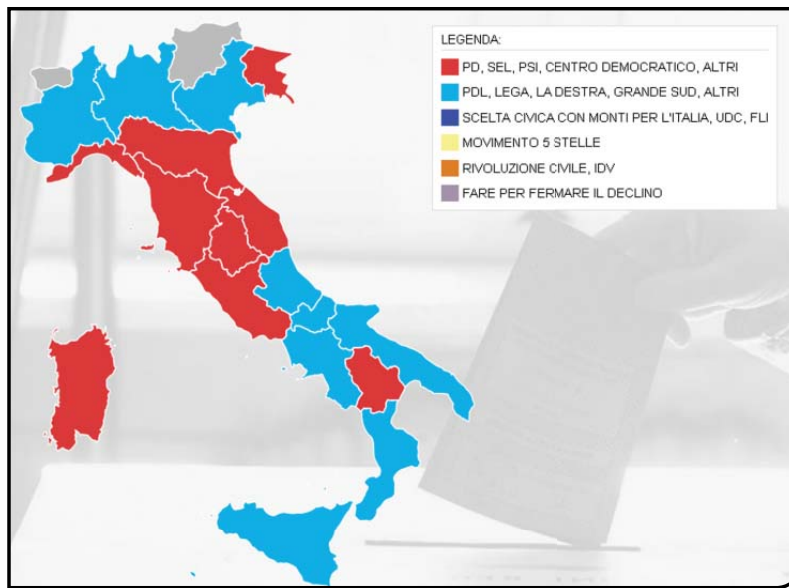 LEGENDA:
PD, SEL, PSI, CENTRO DEMOCRATICO, ALTRI
PDL, LEGA, LA DESTRA, GRANDE SUD, ALTRI
SCELTA CIVICA CON MONTI PER L'ITALIA, UDC, FLI
MOVIMENTO 5 STELLE
RIVOLUZIONE CIVILE, IDV
FARE PER FERMARE IL DECLINO